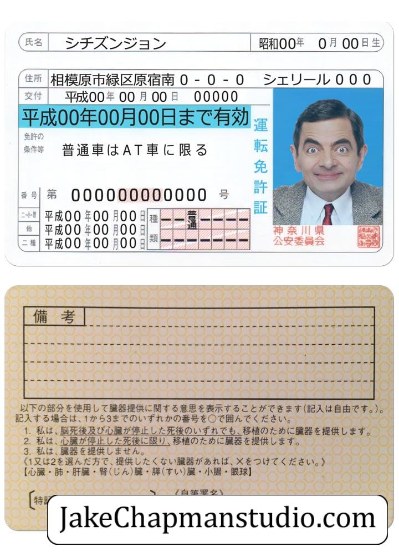 氏名 シチズンジョン 昭和00年 0月 00日生
住所 相模原市緑区原宿南0-0-0 シェリール000
交付 平成00年 00月 00日 00000
平成00年00月00日まで有効
免許の
条件等
普通車はAT車に限る
運転免許証
番号 第 000000000000 号
二・小・原 平成00年 00月 00日
他 平成00年 00月 00日
二種 平成00年 00月 00日
種類 普通
神奈川県
公安委員会
備考
以下の部分を使用して臓器提供に関する意思を表示することができます(記入は自由です。)。
記入する場合は、1から3までのいずれかの番号を○で囲んでください。
1. 私は、脳死後及び心臓が停止した死後のいずれでも、移植のために臓器を提供します。
2. 私は、心臓が停止した死後に限り、移植のために臓器を提供します。
3. 私は、臓器を提供しません。
《1又は2を選んだ方で、提供したくない臓器があれば、×をつけてください。》
【心臓・肺・肝臓・腎(じん)臓・膵(すい)臓・小腸・眼球】
JakeChapmanstudio.com